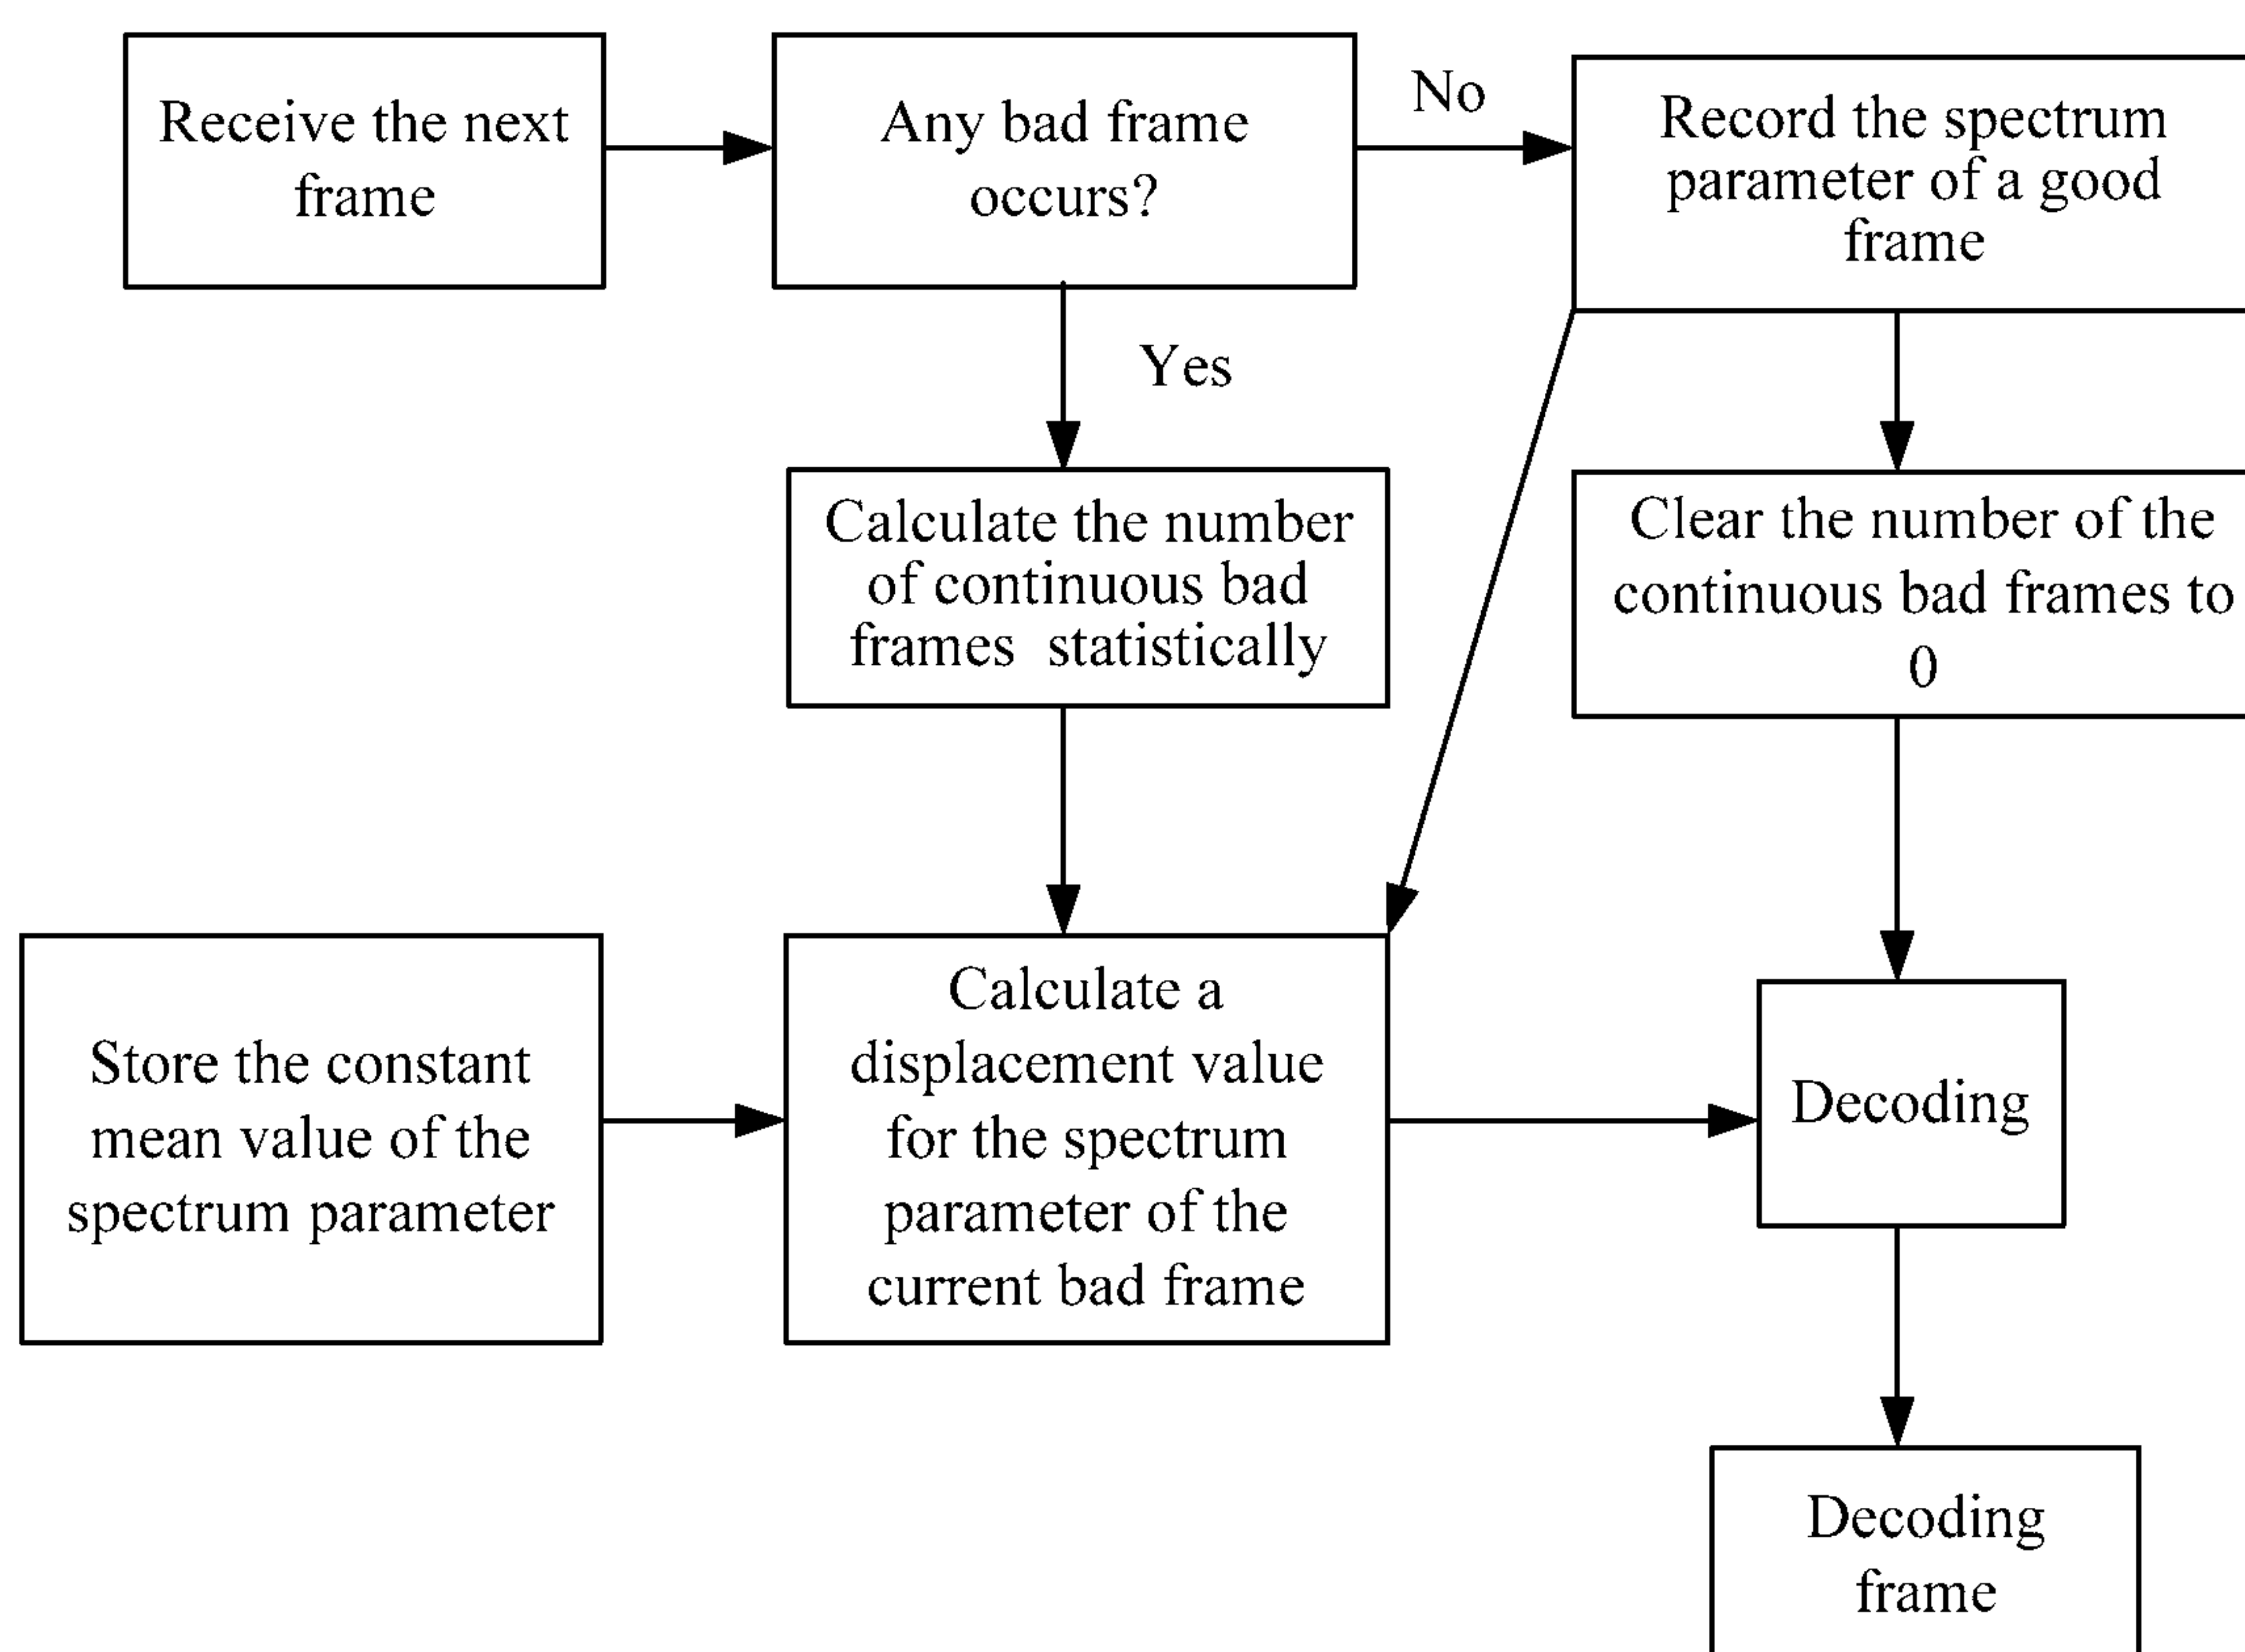 Receive the next
frame
Any bad frame
occurs?
No
Record the spectrum
parameter of a good
frame
Yes
Calculate the number
of continuous bad
frames  statistically
Clear the number of the
continuous bad frames to
0
Store the constant
mean value of the
spectrum parameter
Calculate a
displacement value
for the spectrum
parameter of the
current bad frame
Decoding
Decoding
frame